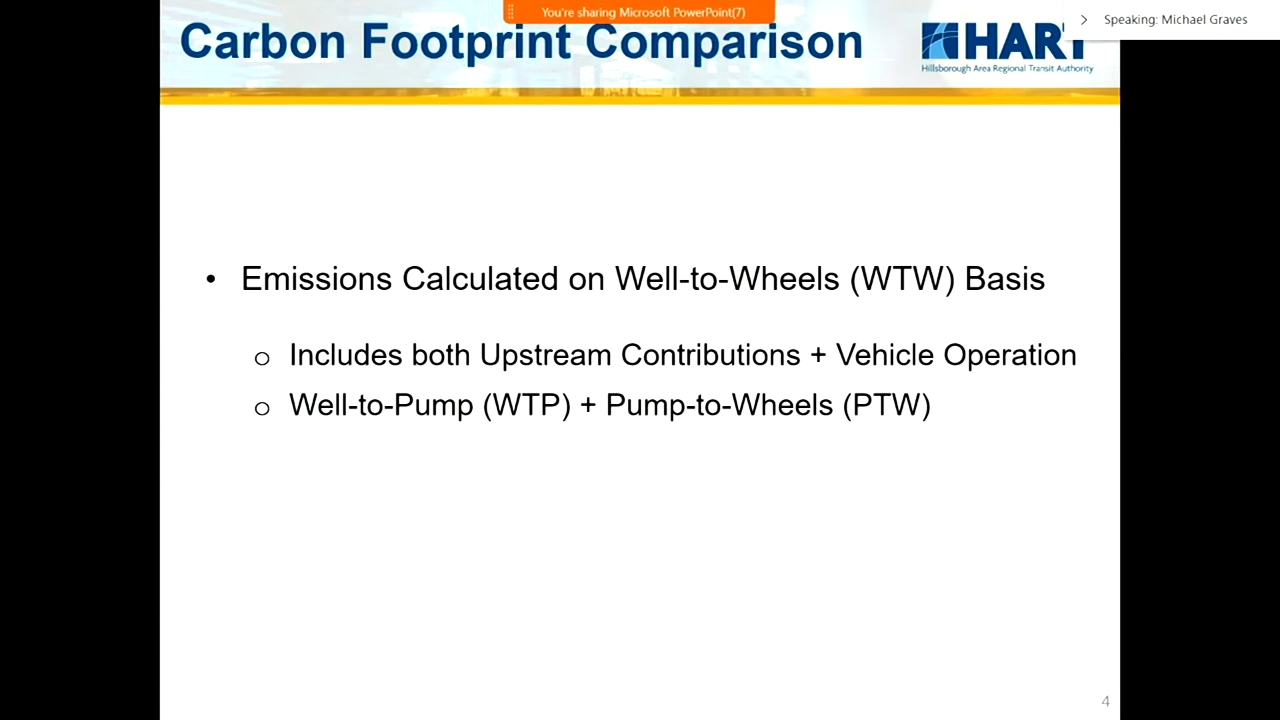 You're sharing Microsoft PowerPoint(7)
Speaking: Michael Graves
Carbon Footprint Comparison
HART
Hillsborough Area Regional Transit Authority
• Emissions Calculated on Well-to-Wheels (WTW) Basis
o Includes both Upstream Contributions + Vehicle Operation
o Well-to-Pump (WTP) + Pump-to-Wheels (PTW)
4